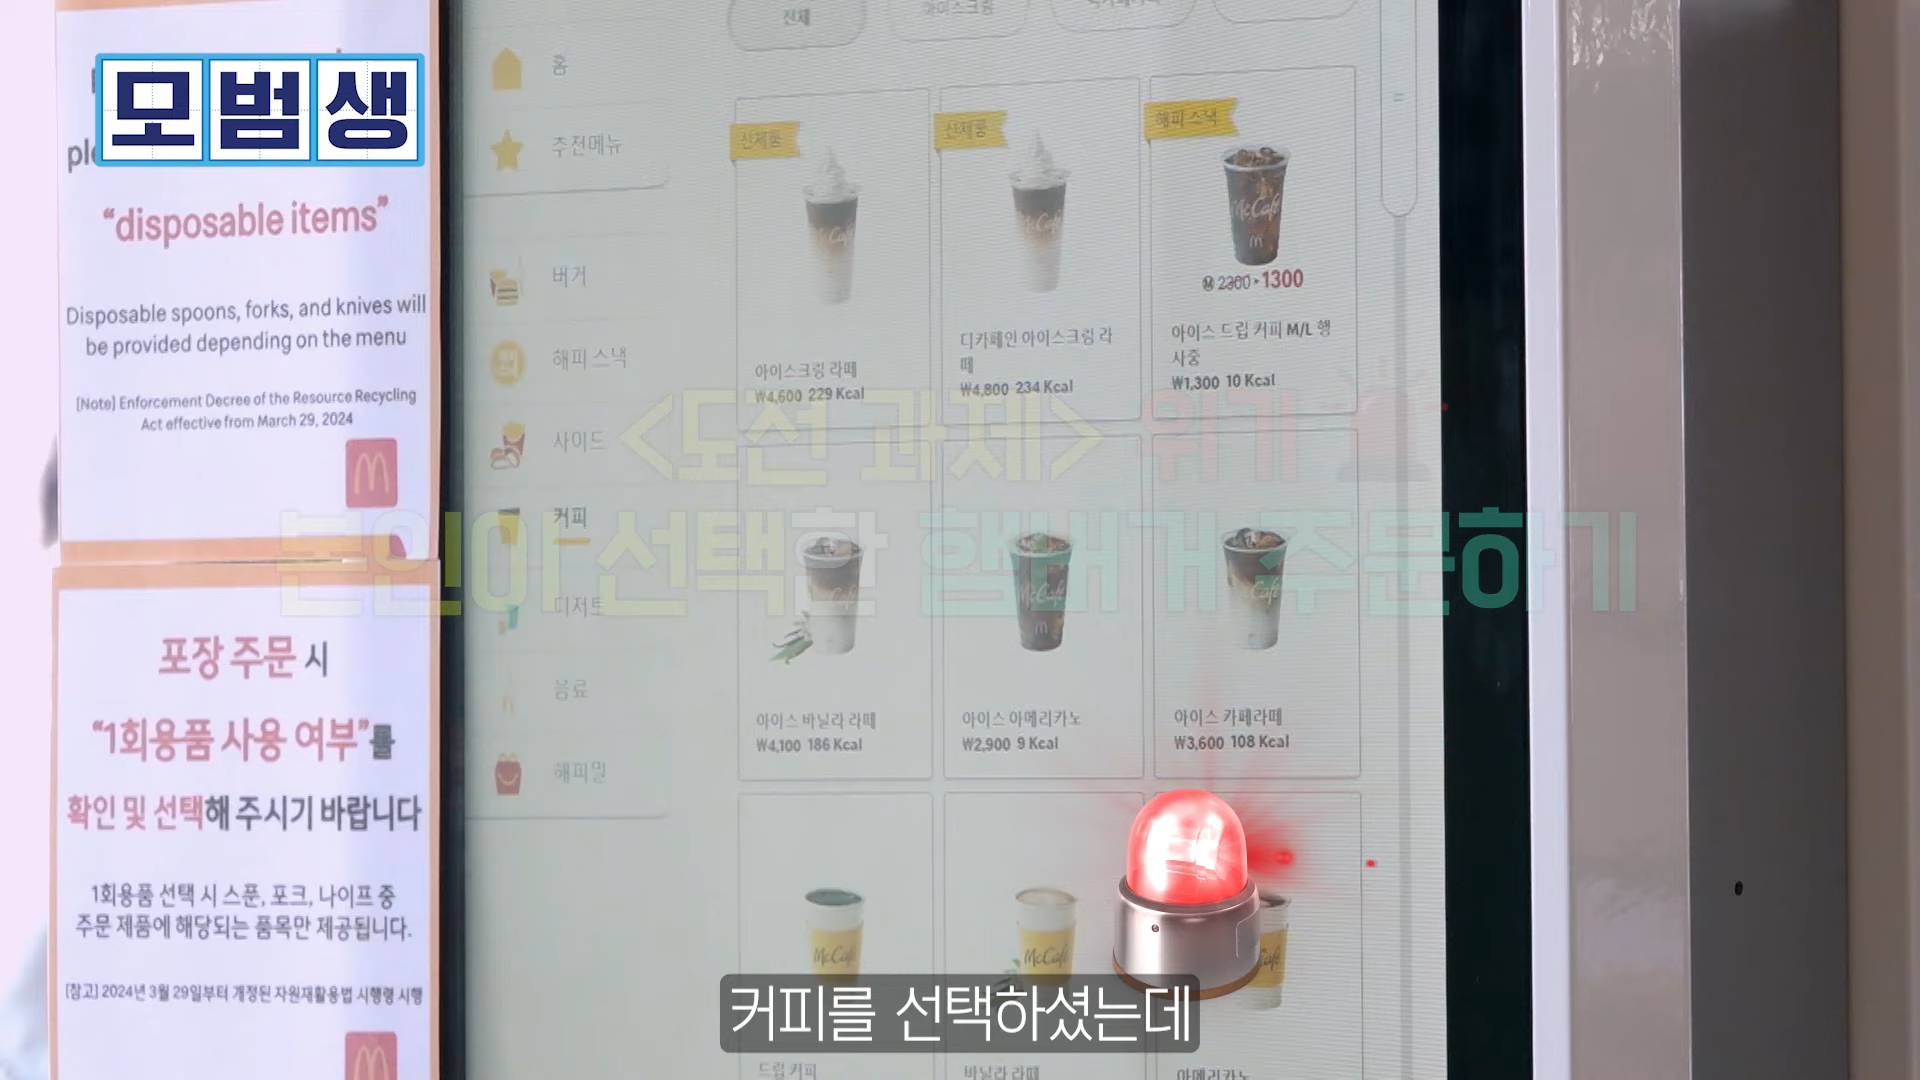 모범생
“disposable items”
Disposable spoons, forks, and knives will
be provided depending on the menu
[Note] Enforcement Decree of the Resource Recycling
Act effective from March 29, 2024
포장 주문 시
“1회용품 사용 여부”를
확인 및 선택해 주시기 바랍니다
1회용품 선택 시 스푼, 포크, 나이프 중
주문 제품에 해당되는 품목만 제공됩니다.
[참고] 2024년 3월 29일부터 개정된 자원재활용법 시행령 시행
홈
추천메뉴
버거
해피 스낵
사이드
커피
디저트
음료
해피밀
전체
아이스크림
신제품
아이스크림 라떼
₩4,600 229 Kcal
신제품
디카페인 아이스크림 라
떼
₩4,800 234 Kcal
해피 스낵
McCafé
Ⓜ 2300 ▸ 1300
아이스 드립 커피 M/L 행
사중
₩1,300 10 Kcal
<도전 과제> 위기
본인이 선택한 햄버거 주문하기
아이스 바닐라 라떼
₩4,100 186 Kcal
아이스 아메리카노
₩2,900 9 Kcal
아이스 카페라떼
₩3,600 108 Kcal
McCafé
McCafé
커피를 선택하셨는데
드립 커피
바닐라 라떼
아메리카노